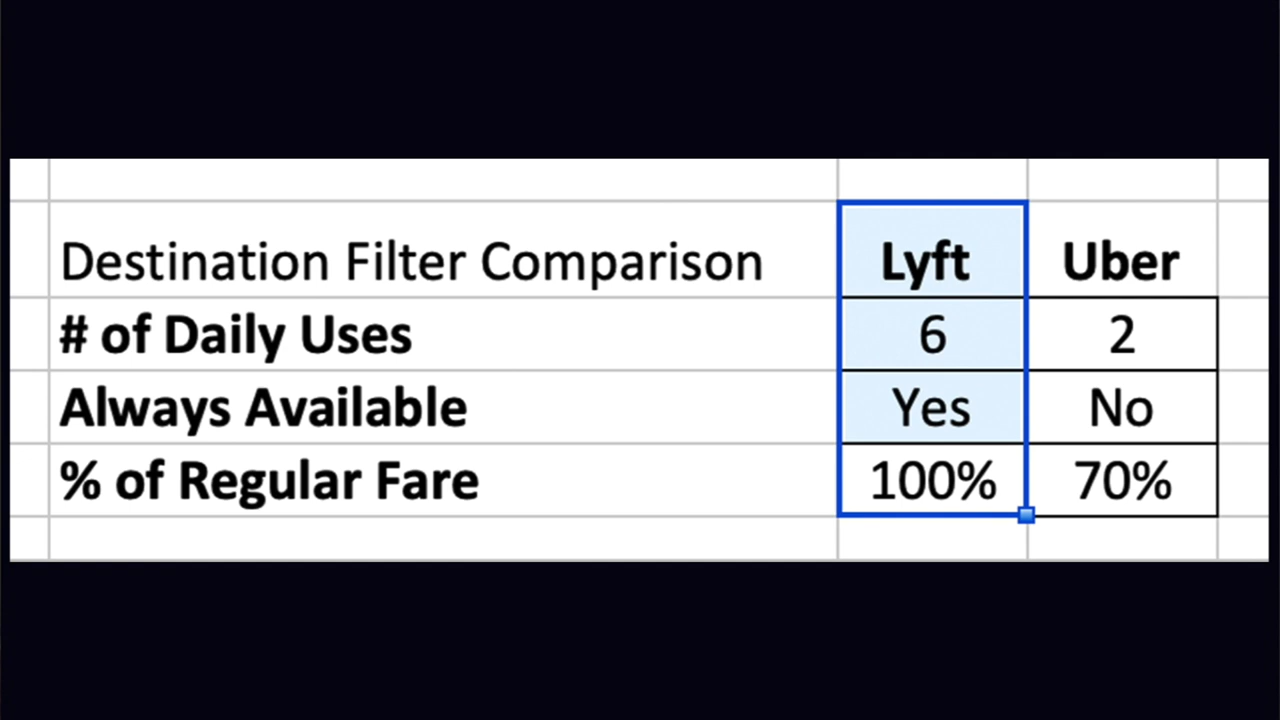 Destination Filter Comparison Lyft Uber
# of Daily Uses 6 2
Always Available Yes No
% of Regular Fare 100% 70%